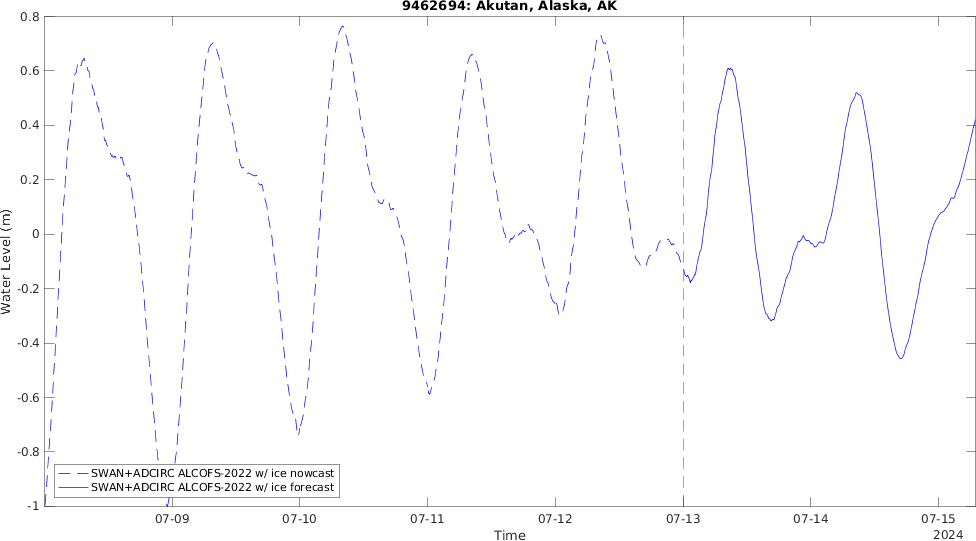 9462694: Akutan, Alaska, AK
Water Level (m)
0.8
0.6
0.4
0.2
0
-0.2
-0.4
-0.6
-0.8
-1
SWAN+ADCIRC ALCOFS-2022 w/ ice nowcast
SWAN+ADCIRC ALCOFS-2022 w/ ice forecast
07-09 07-10 07-11 07-12 07-13 07-14 07-15
Time 2024